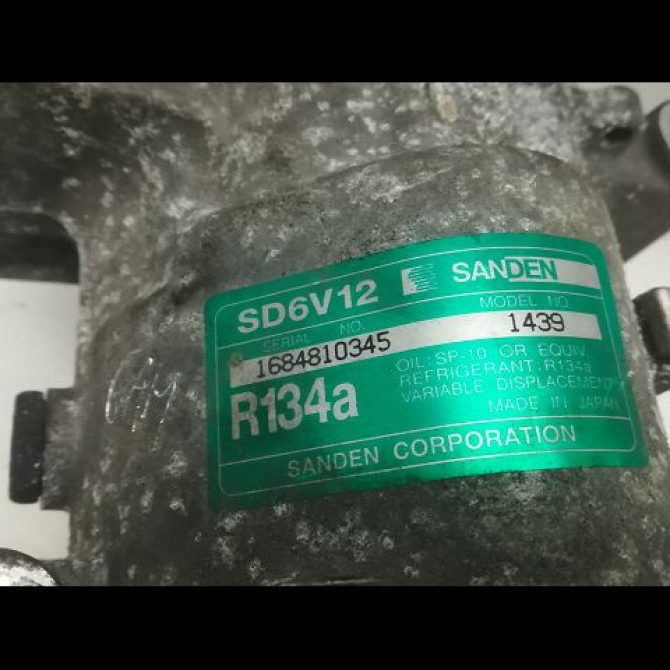 SD6V12 SANDEN
SERIAL NO. MODEL NO.
1684810345 1439
R134a
OIL: SP-10 OR EQUIV.
REFRIGERANT: R134a
VARIABLE DISPLACEMENT
MADE IN JAPAN
SANDEN CORPORATION